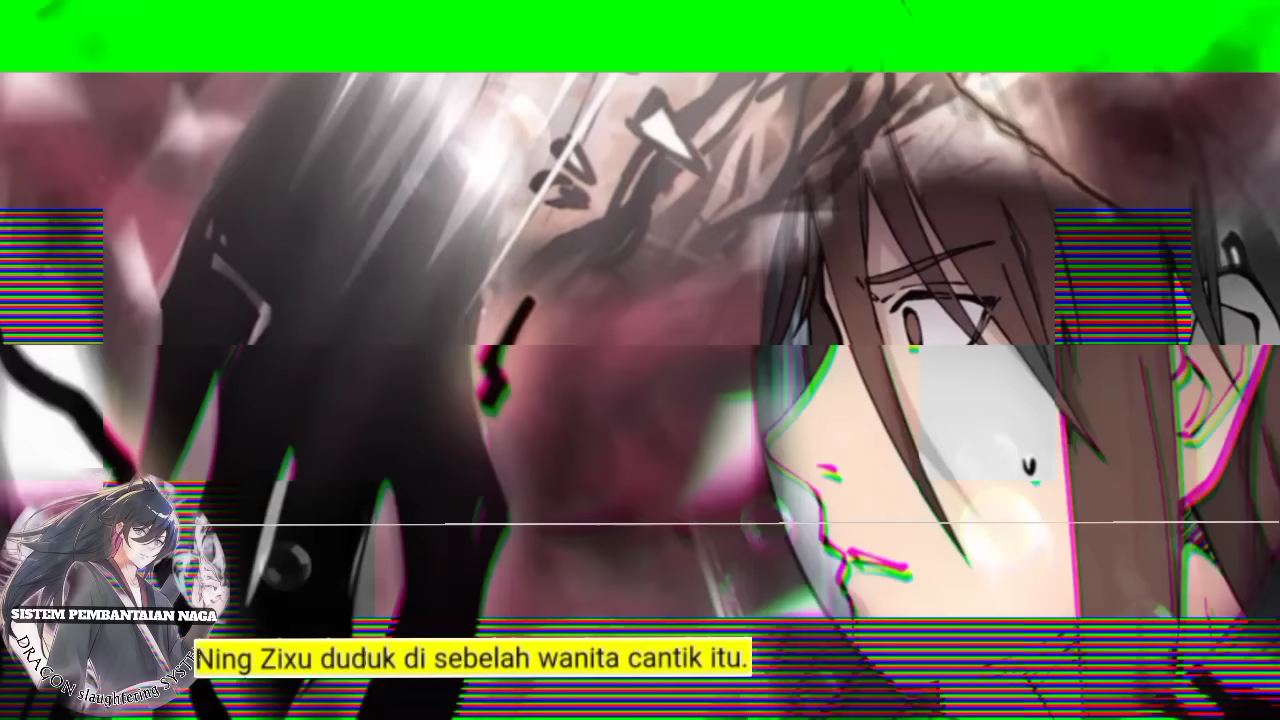 SISTEM PEMBANTAIAN NAGA
DRAGON slaughtering SYSTE
Ning Zixu duduk di sebelah wanita cantik itu.